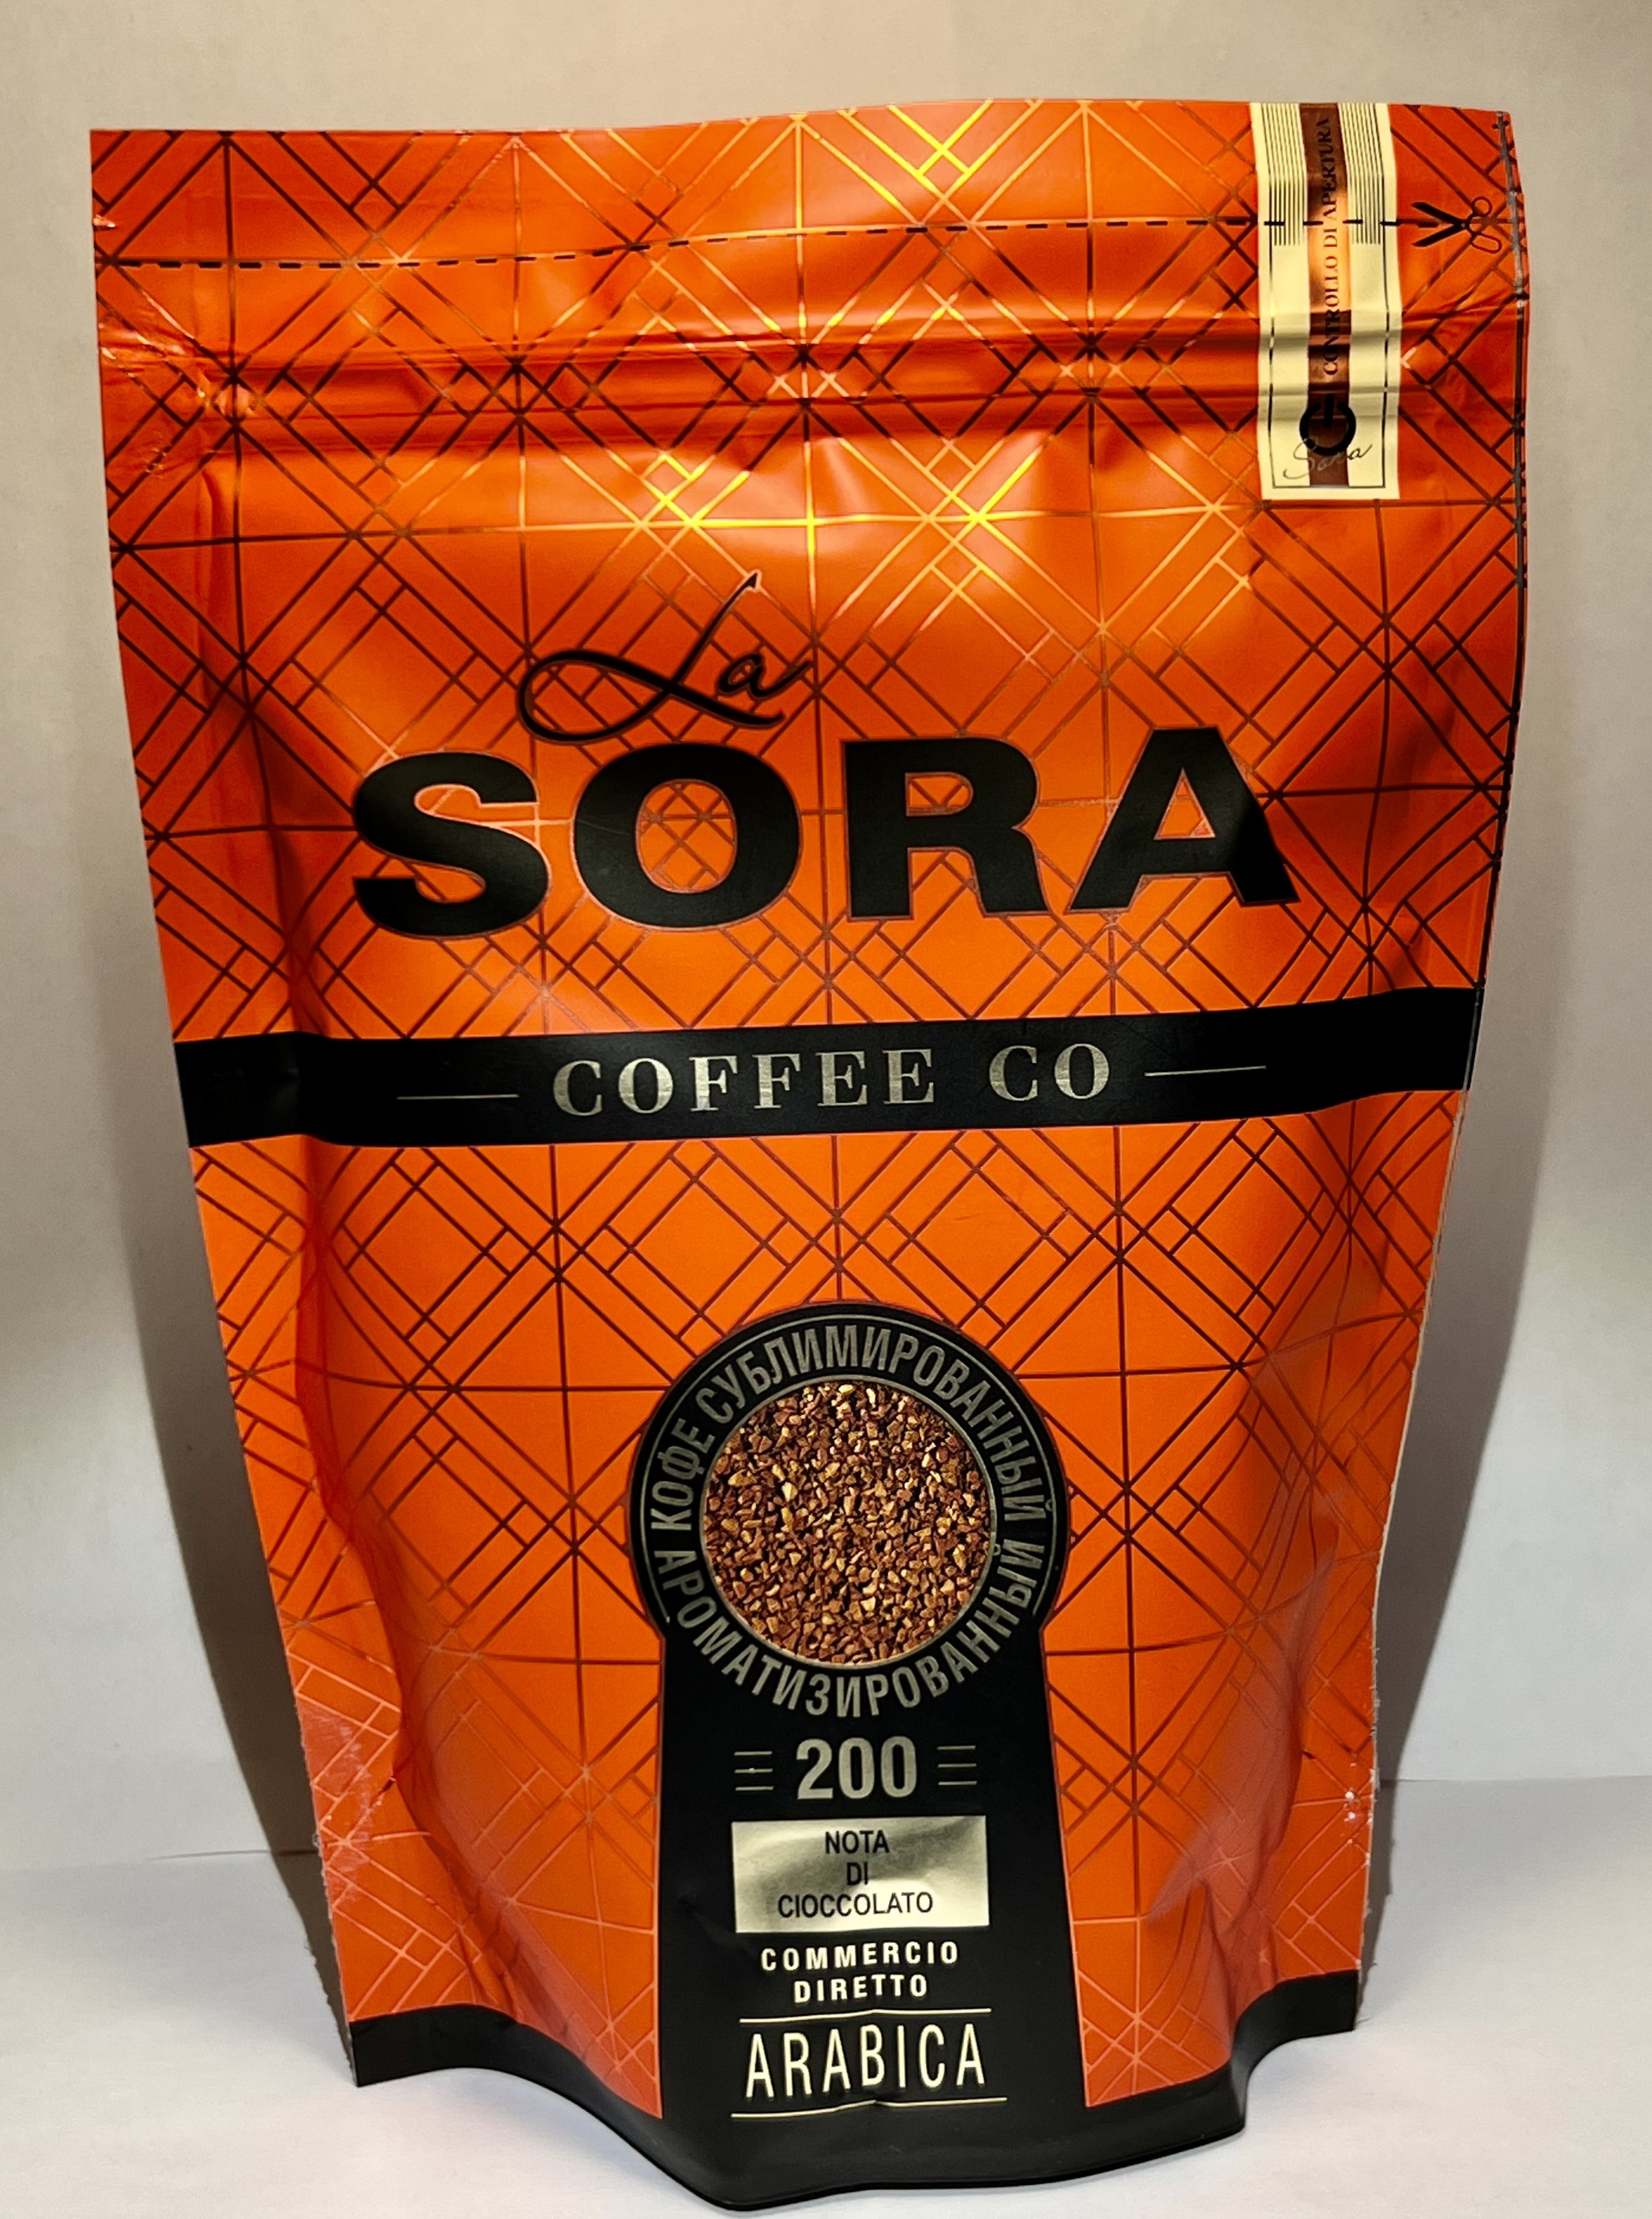 CONTROLLO DI APERTURA
Sora
La
SORA
COFFEE CO
КОФЕ СУБЛИМИРОВАННЫЙ
АРОМАТИЗИРОВАННЫЙ
200
NOTA
DI
CIOCCOLATO
COMMERCIO
DIRETTO
ARABICA